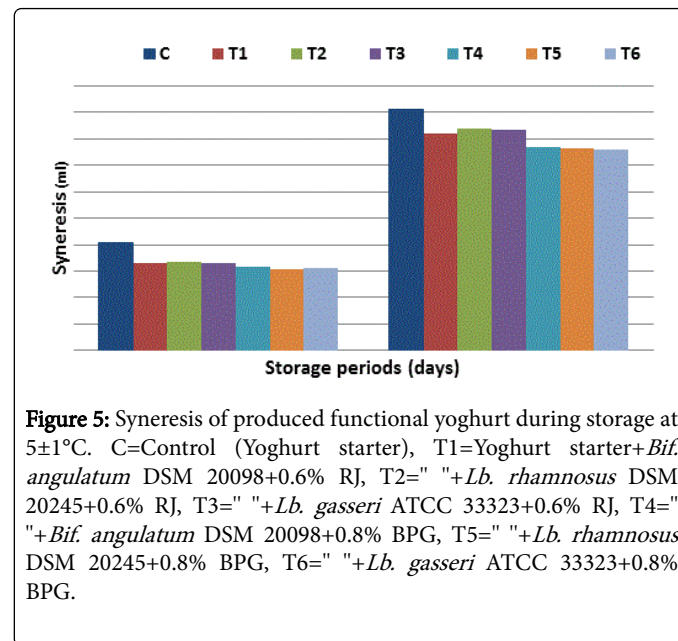 C T1 T2 T3 T4 T5 T6
Syneresis (ml)
Storage periods (days)
Figure 5: Syneresis of produced functional yoghurt during storage at
5±1°C. C=Control (Yoghurt starter), T1=Yoghurt starter+Bif.
angulatum DSM 20098+0.6% RJ, T2=" "+Lb. rhamnosus DSM
20245+0.6% RJ, T3=" "+Lb. gasseri ATCC 33323+0.6% RJ, T4="
"+Bif. angulatum DSM 20098+0.8% BPG, T5=" "+Lb. rhamnosus
DSM 20245+0.8% BPG, T6=" "+Lb. gasseri ATCC 33323+0.8%
BPG.